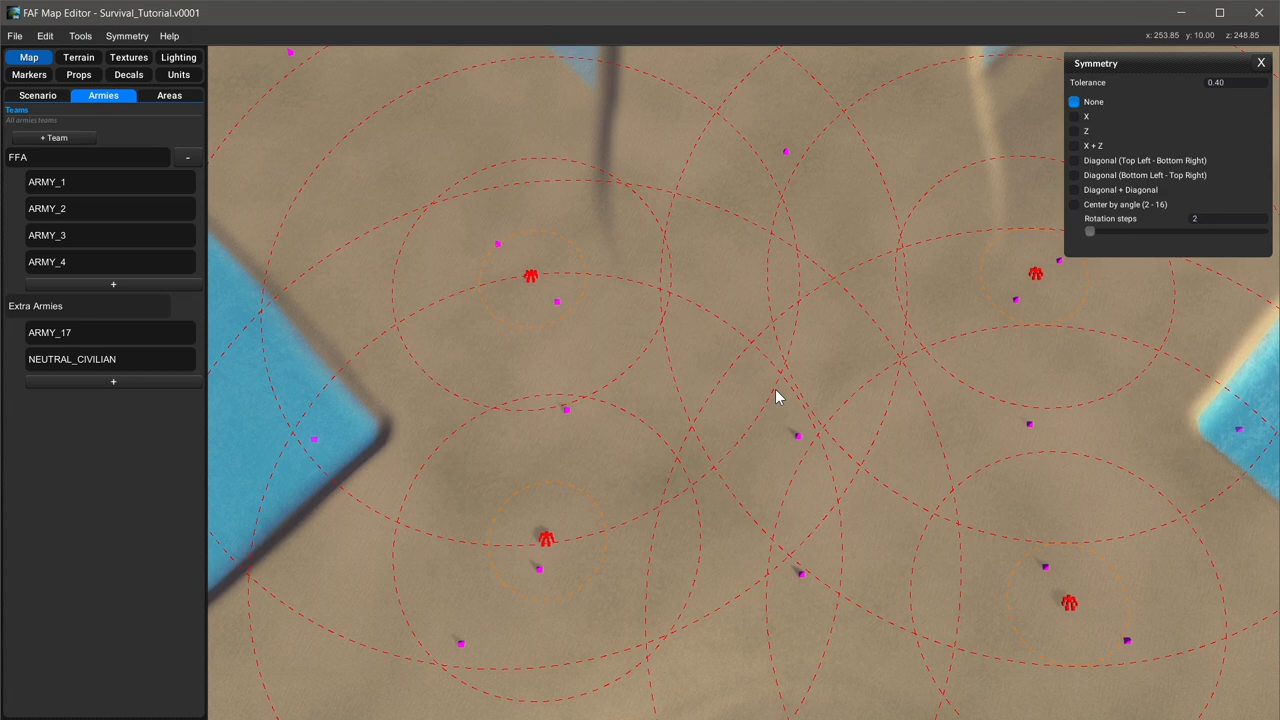 FAF Map Editor - Survival_Tutorial.v0001
File Edit Tools Symmetry Help
x: 253.85 y: 10.00 z: 248.85
Map Terrain Textures Lighting
Markers Props Decals Units
Scenario Armies Areas
Teams
All armies teams
+ Team
FFA -
ARMY_1
ARMY_2
ARMY_3
ARMY_4
+
Extra Armies
ARMY_17
NEUTRAL_CIVILIAN
+
Symmetry X
Tolerance 0.40
None
X
Z
X + Z
Diagonal (Top Left - Bottom Right)
Diagonal (Bottom Left - Top Right)
Diagonal + Diagonal
Center by angle (2 - 16)
Rotation steps 2